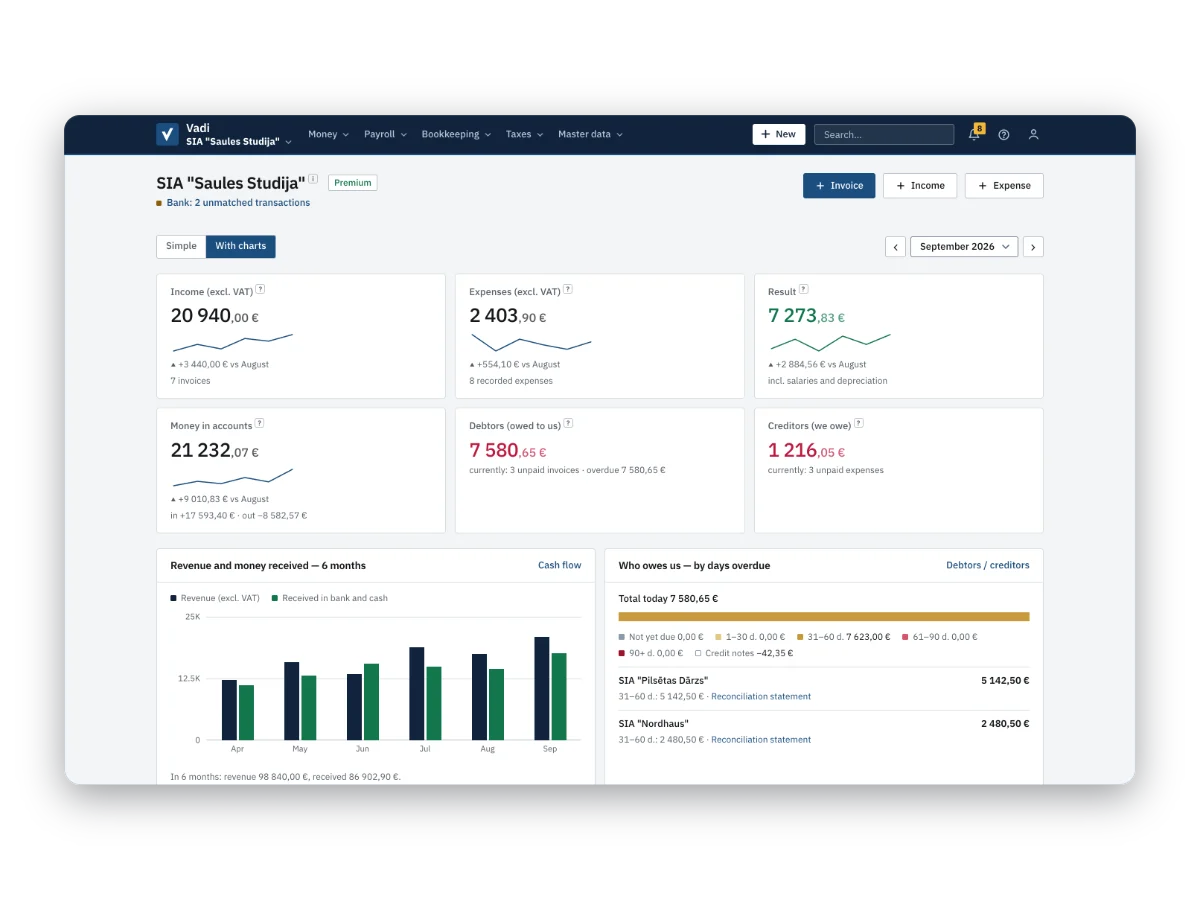 Vadi
SIA "Saules Studija"
Money Payroll Bookkeeping Taxes Master data
+ New
Search...
8
SIA "Saules Studija" i Premium
Bank: 2 unmatched transactions
+ Invoice + Income + Expense
Simple With charts
September 2026
Income (excl. VAT) ?
20 940,00 €
▲ +3 440,00 € vs August
7 invoices
Expenses (excl. VAT) ?
2 403,90 €
▲ +554,10 € vs August
8 recorded expenses
Result ?
7 273,83 €
▲ +2 884,56 € vs August
incl. salaries and depreciation
Money in accounts ?
21 232,07 €
▲ +9 010,83 € vs August
in +17 593,40 € · out −8 582,57 €
Debtors (owed to us) ?
7 580,65 €
currently: 3 unpaid invoices · overdue 7 580,65 €
Creditors (we owe) ?
1 216,05 €
currently: 3 unpaid expenses
Revenue and money received — 6 months Cash flow
Revenue (excl. VAT) Received in bank and cash
25K
12.5K
0
Apr May Jun Jul Aug Sep
In 6 months: revenue 98 840,00 €, received 86 902,90 €.
Who owes us — by days overdue Debtors / creditors
Total today 7 580,65 €
Not yet due 0,00 € 1–30 d. 0,00 € 31–60 d. 7 623,00 € 61–90 d. 0,00 €
90+ d. 0,00 € Credit notes −42,35 €
SIA "Pilsētas Dārzs" 5 142,50 €
31–60 d.: 5 142,50 € · Reconciliation statement
SIA "Nordhaus" 2 480,50 €
31–60 d.: 2 480,50 € · Reconciliation statement